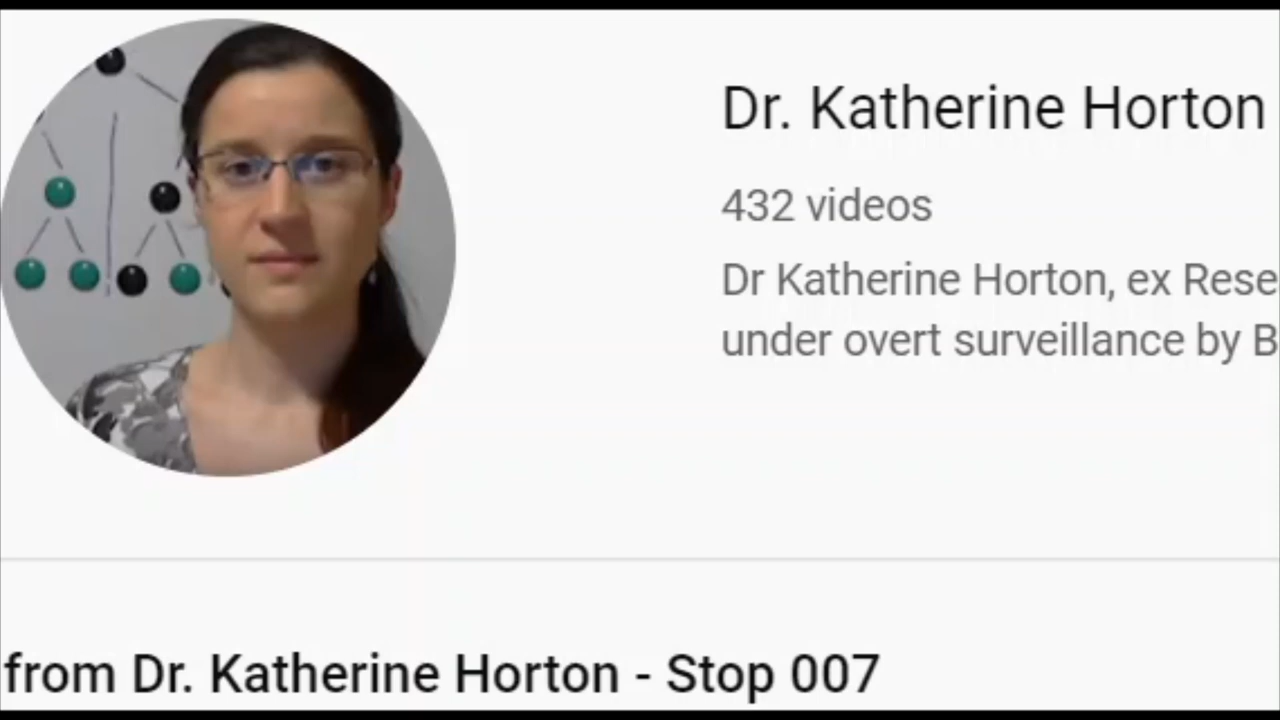 Dr. Katherine Horton
432 videos
Dr Katherine Horton, ex Rese
under overt surveillance by B
from Dr. Katherine Horton - Stop 007